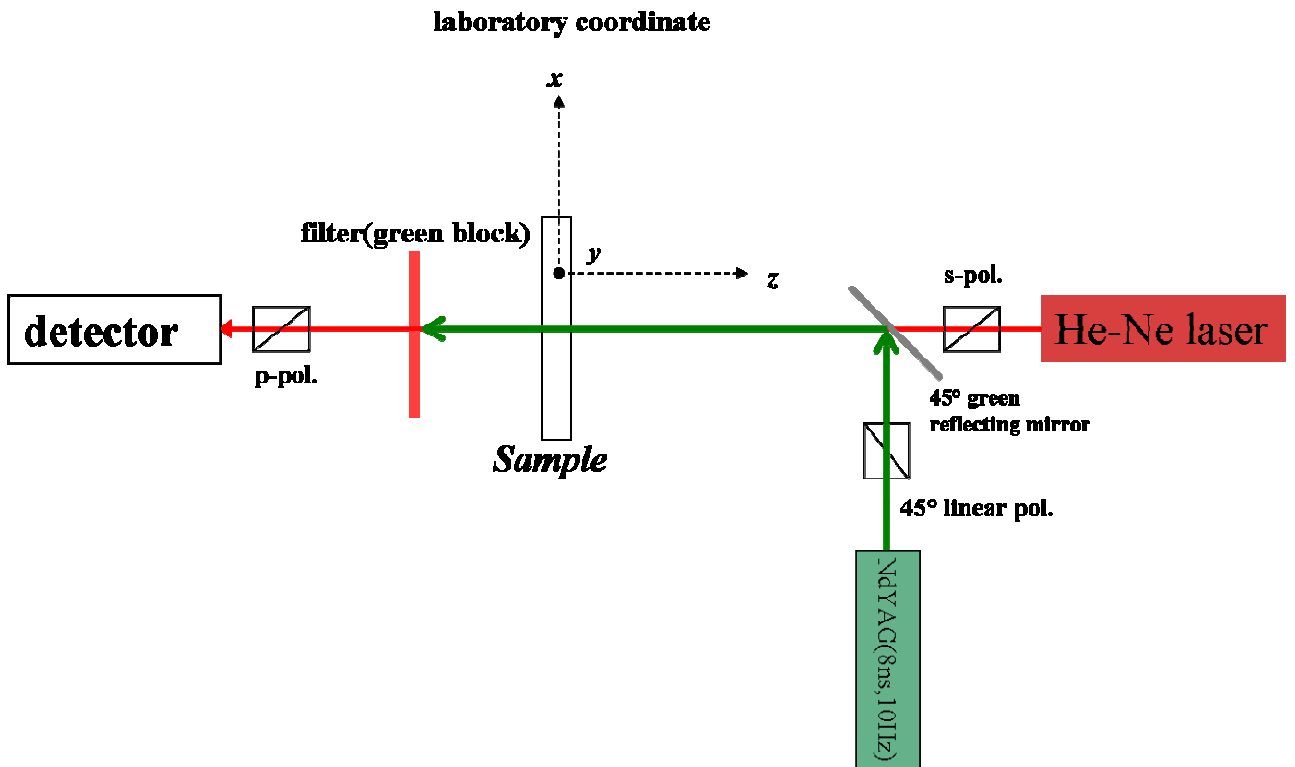 laboratory coordinate
x
filter(green block)
y
z
s-pol.
detector
He-Ne laser
p-pol.
45° green
reflecting mirror
Sample
45° linear pol.
NdYAG(8ns,10Hz)